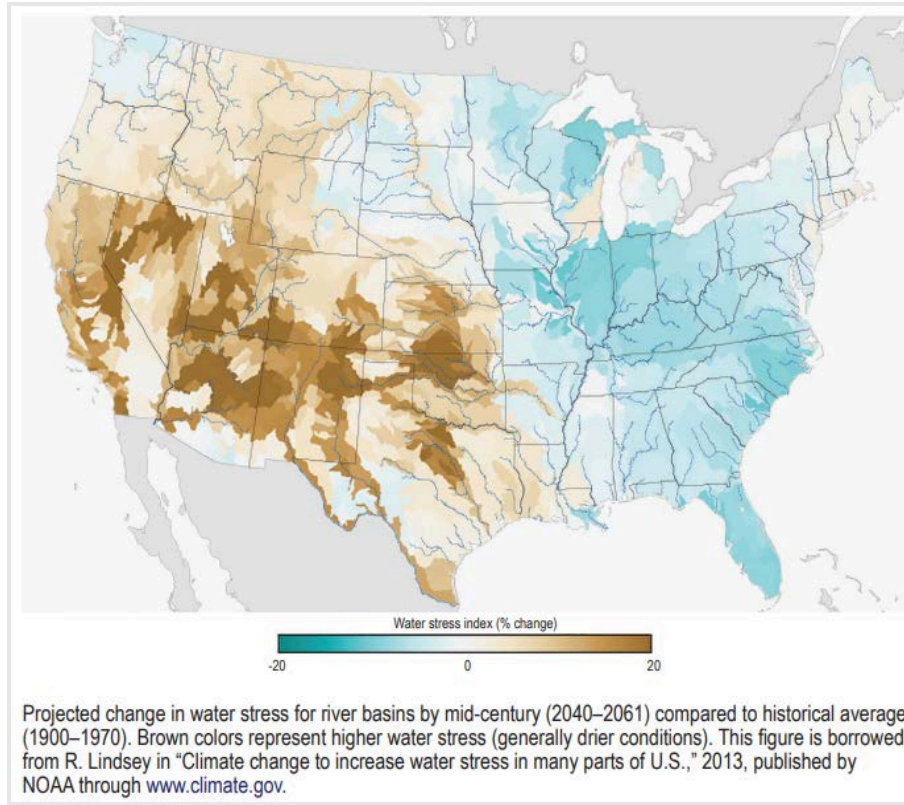 Water stress index (% change)
-20
0
20
Projected change in water stress for river basins by mid-century (2040–2061) compared to historical average
(1900–1970). Brown colors represent higher water stress (generally drier conditions). This figure is borrowed
from R. Lindsey in “Climate change to increase water stress in many parts of U.S.,” 2013, published by
NOAA through www.climate.gov.